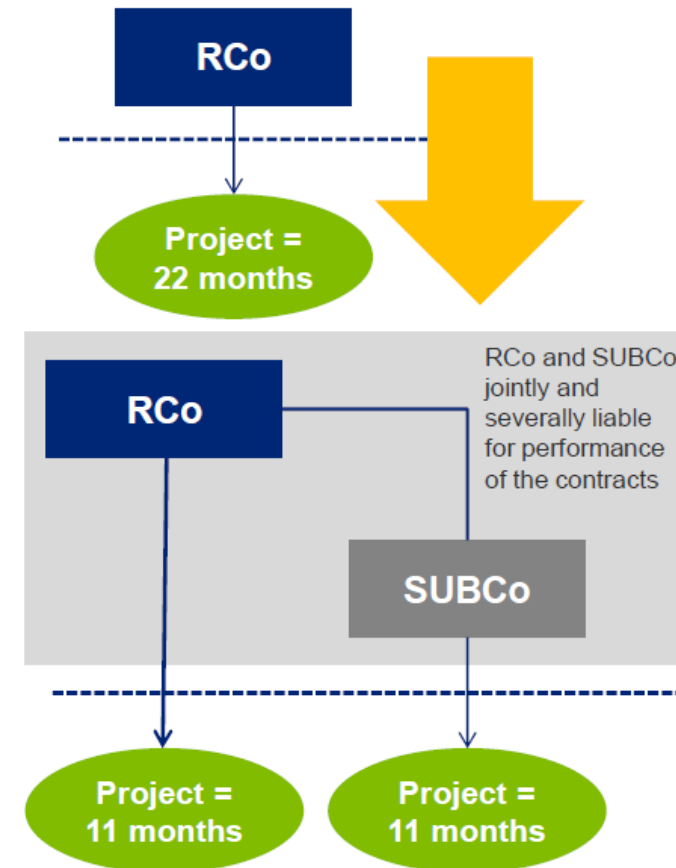 RCo
Project =
22 months
RCo and SUBCo
jointly and
severally liable
for performance
of the contracts
RCo
SUBCo
Project =
11 months
Project =
11 months